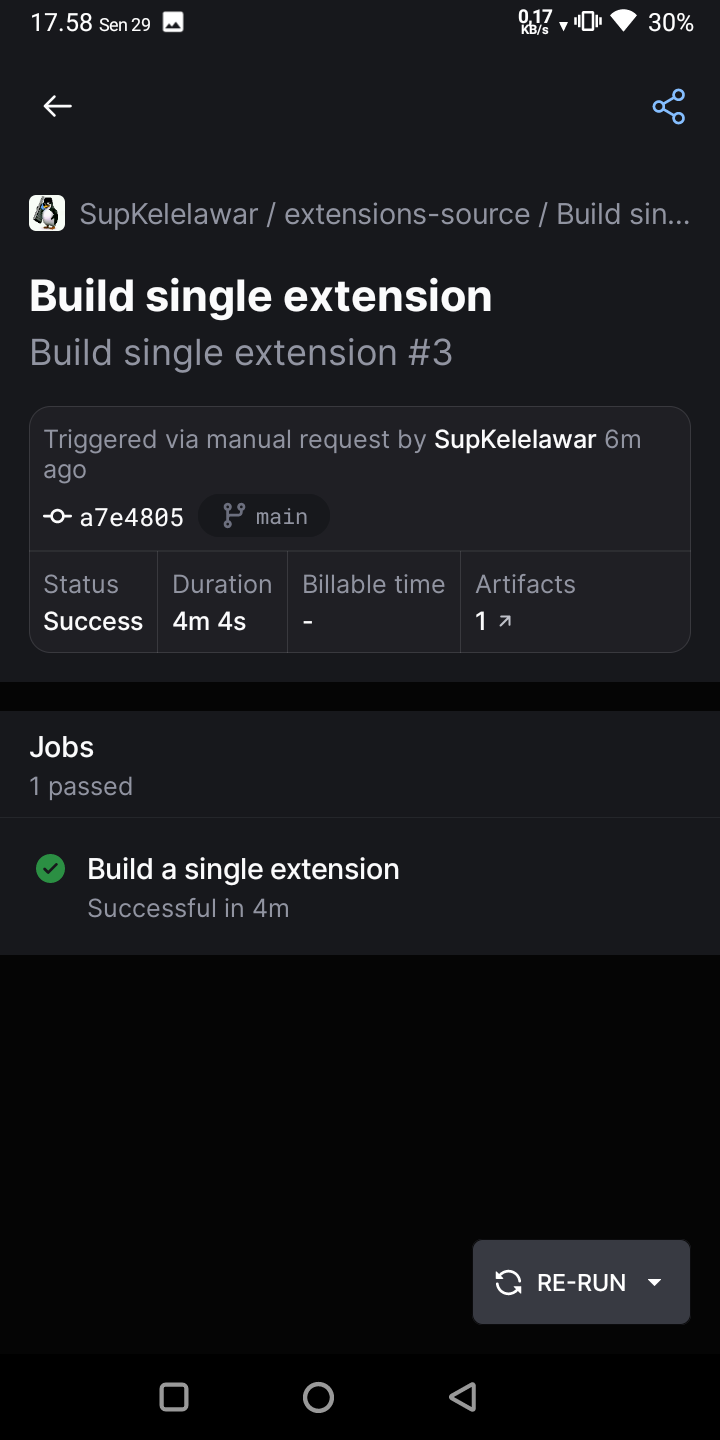 17.58 Sen 29 0,17 KB/s 30%
SupKelelawar / extensions-source / Build sin...
Build single extension
Build single extension #3
Triggered via manual request by SupKelelawar 6m
ago
a7e4805 main
Status Duration Billable time Artifacts
Success 4m 4s - 1
Jobs
1 passed
Build a single extension
Successful in 4m
RE-RUN